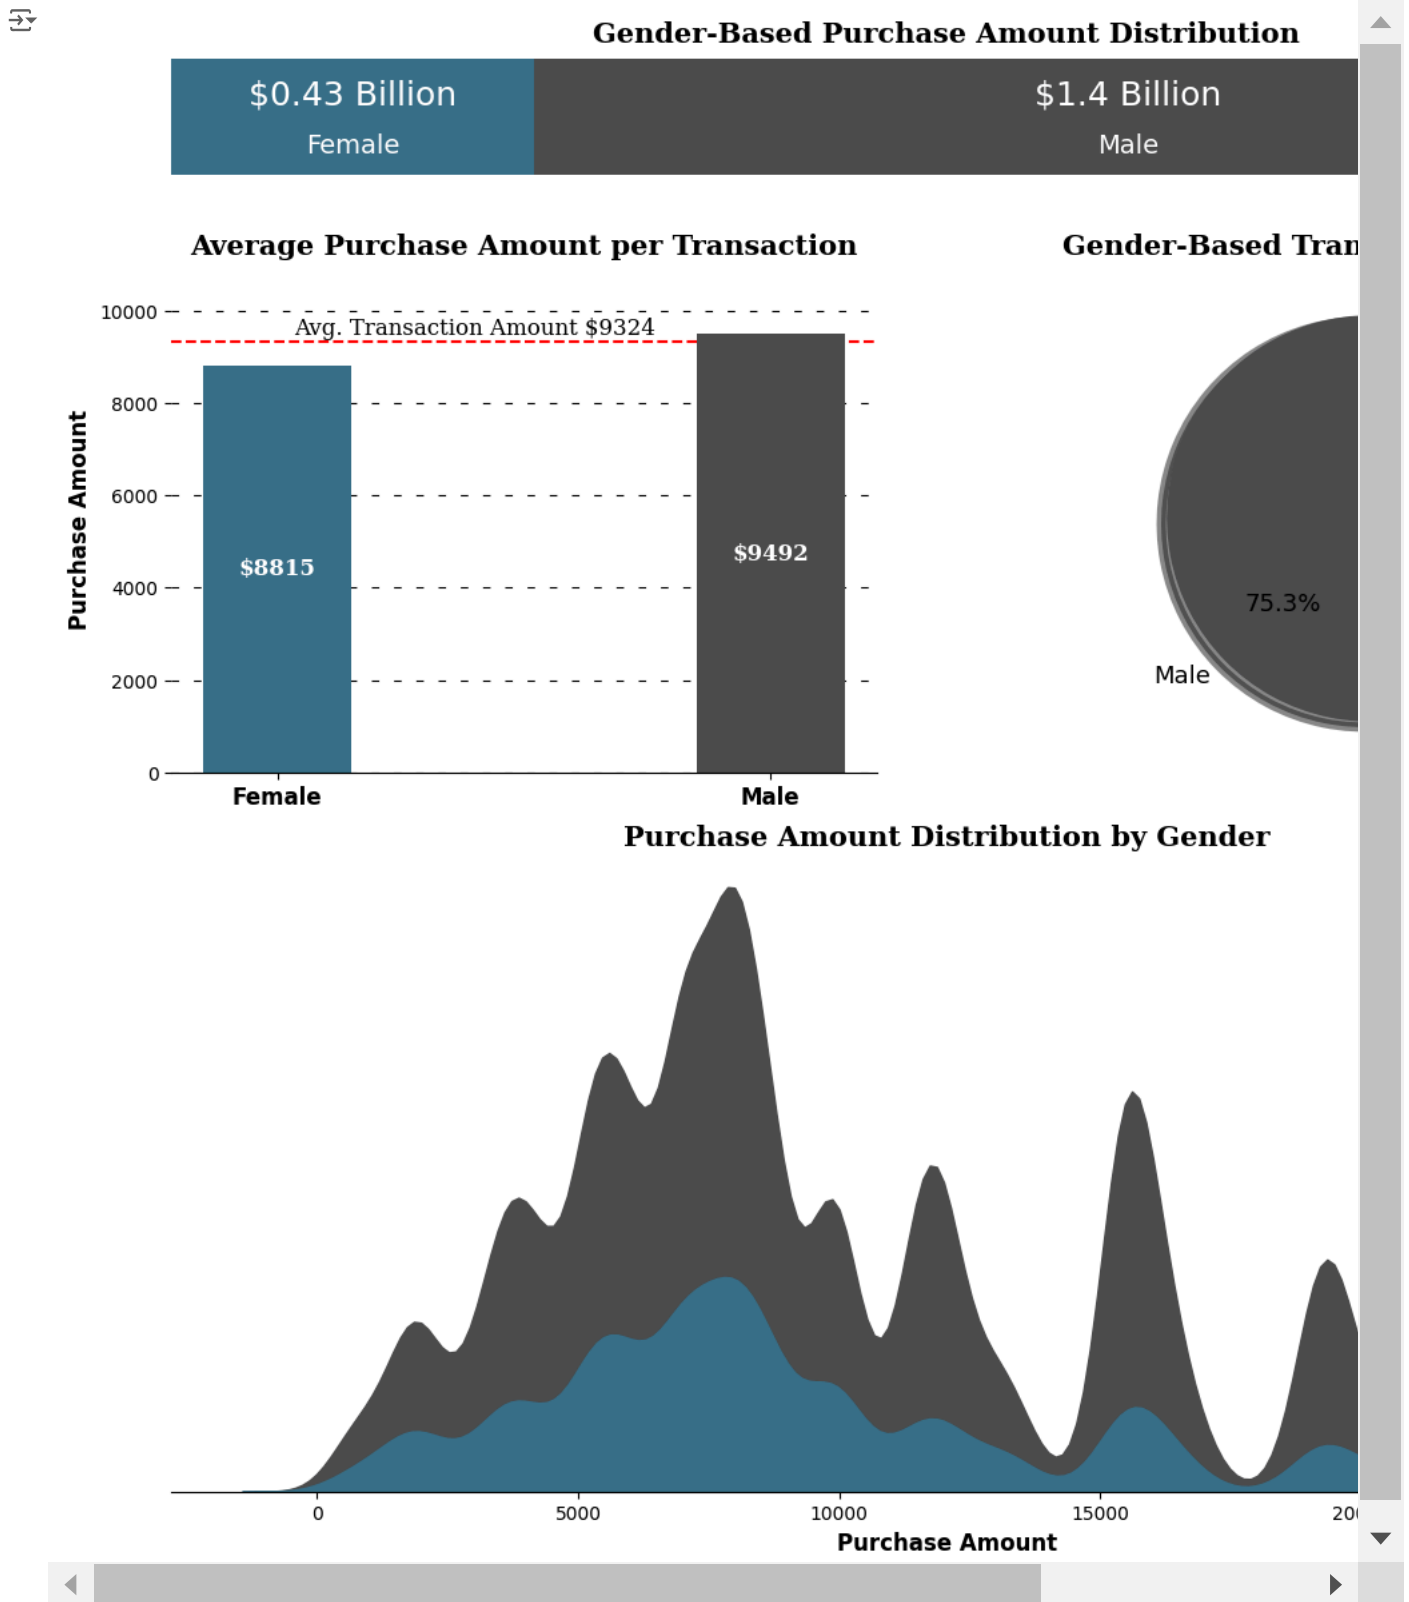 Gender-Based Purchase Amount Distribution
$0.43 Billion
Female
$1.4 Billion
Male
Average Purchase Amount per Transaction
Purchase Amount
10000
8000
6000
4000
2000
0
Avg. Transaction Amount $9324
$8815
$9492
Female
Male
Gender-Based
75.3%
Male
Purchase Amount Distribution by Gender
0
5000
10000
15000
Purchase Amount